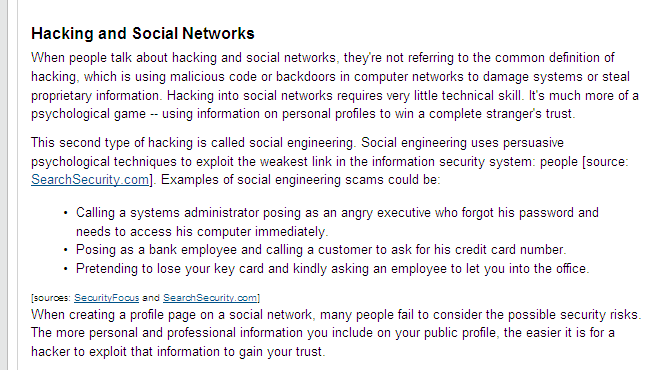 Hacking and Social Networks
When people talk about hacking and social networks, they're not referring to the common definition of
hacking, which is using malicious code or backdoors in computer networks to damage systems or steal
proprietary information. Hacking into social networks requires very little technical skill. It's much more of a
psychological game -- using information on personal profiles to win a complete stranger's trust.
This second type of hacking is called social engineering. Social engineering uses persuasive
psychological techniques to exploit the weakest link in the information security system: people [source:
SearchSecurity.com]. Examples of social engineering scams could be:
• Calling a systems administrator posing as an angry executive who forgot his password and
needs to access his computer immediately.
• Posing as a bank employee and calling a customer to ask for his credit card number.
• Pretending to lose your key card and kindly asking an employee to let you into the office.
[sources: SecurityFocus and SearchSecurity.com]
When creating a profile page on a social network, many people fail to consider the possible security risks.
The more personal and professional information you include on your public profile, the easier it is for a
hacker to exploit that information to gain your trust.